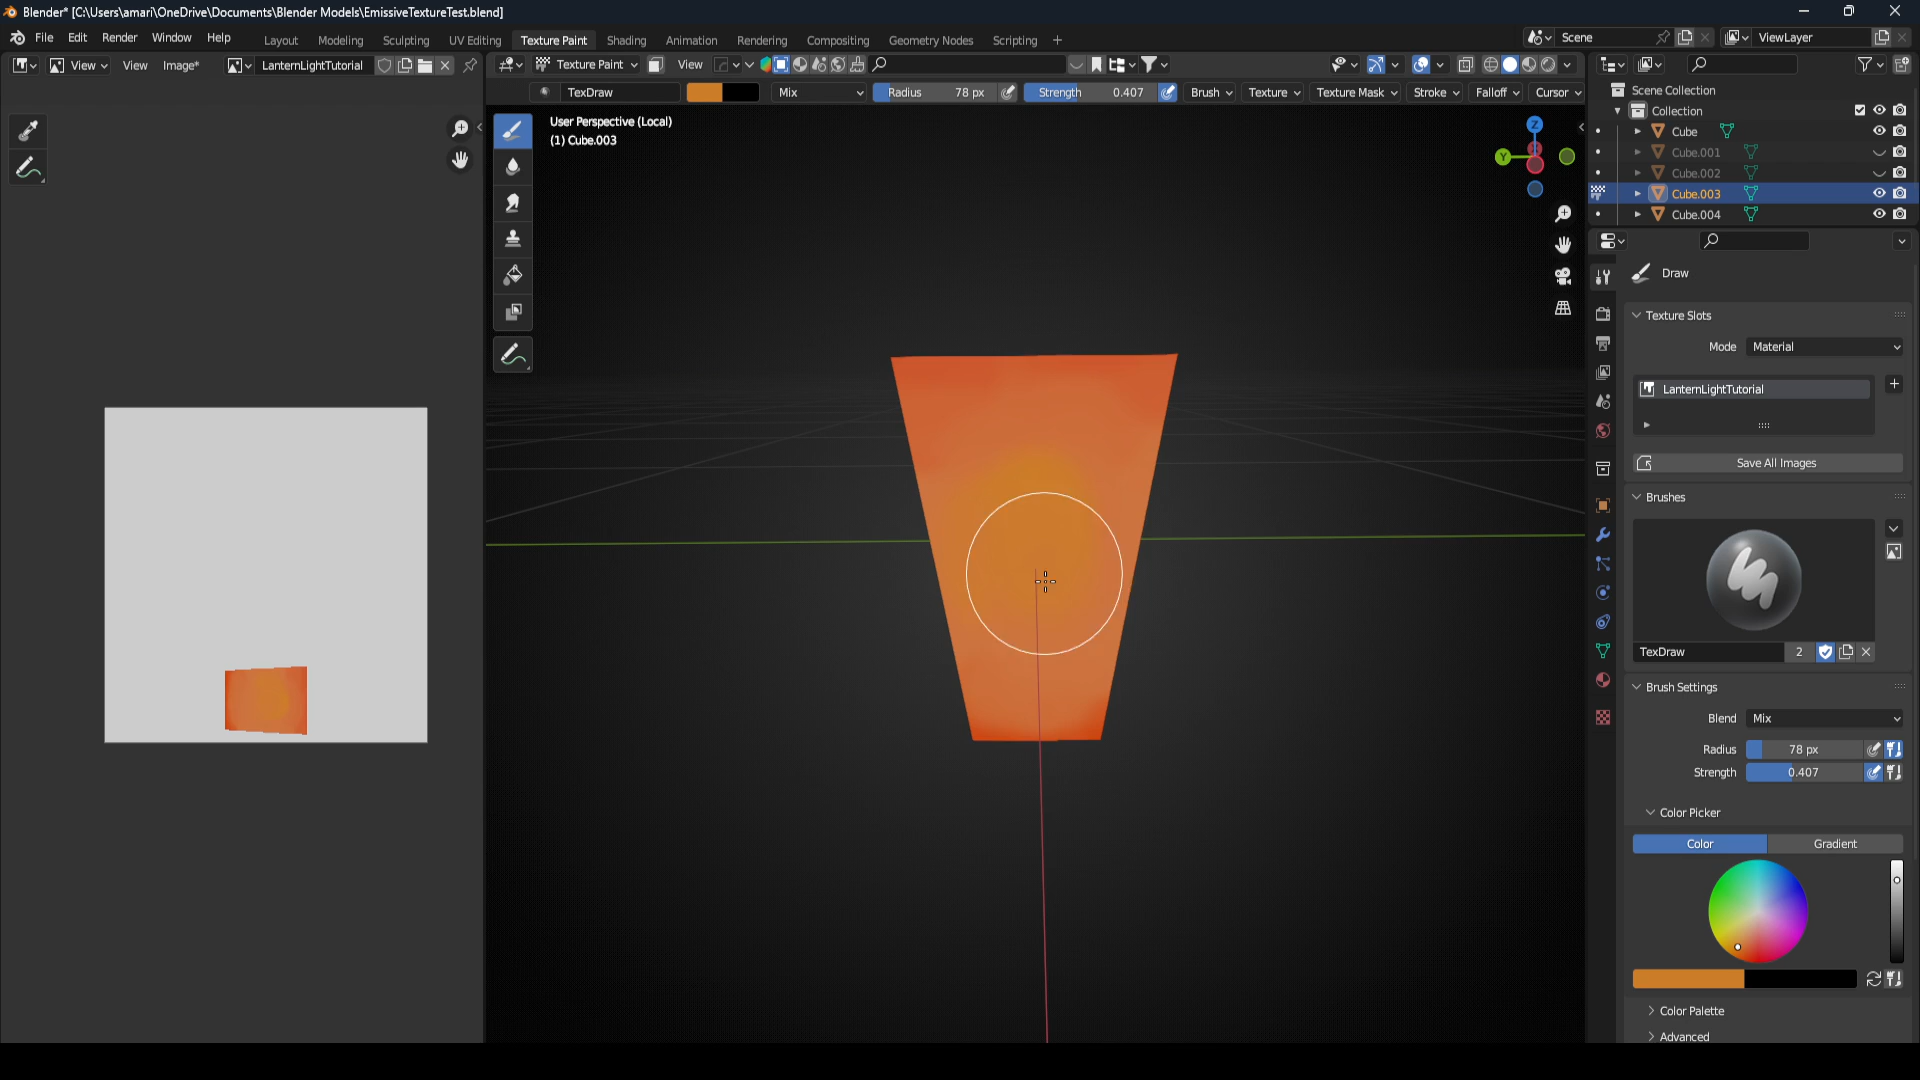 Blender* [C:\Users\amari\OneDrive\Documents\Blender Models\EmissiveTextureTest.blend]
File Edit Render Window Help Layout Modeling Sculpting UV Editing Texture Paint Shading Animation Rendering Compositing Geometry Nodes Scripting + Scene ViewLayer
View View Image* LanternLightTutorial Texture Paint View
TexDraw Mix Radius 78 px Strength 0.407 Brush Texture Texture Mask Stroke Falloff Cursor
User Perspective (Local)
(1) Cube.003
Z
Y
Scene Collection
Collection
Cube
Cube.001
Cube.002
Cube.003
Cube.004
Draw
Texture Slots
Mode Material
LanternLightTutorial
Save All Images
Brushes
TexDraw 2
Brush Settings
Blend Mix
Radius 78 px
Strength 0.407
Color Picker
Color Gradient
Color Palette
Advanced